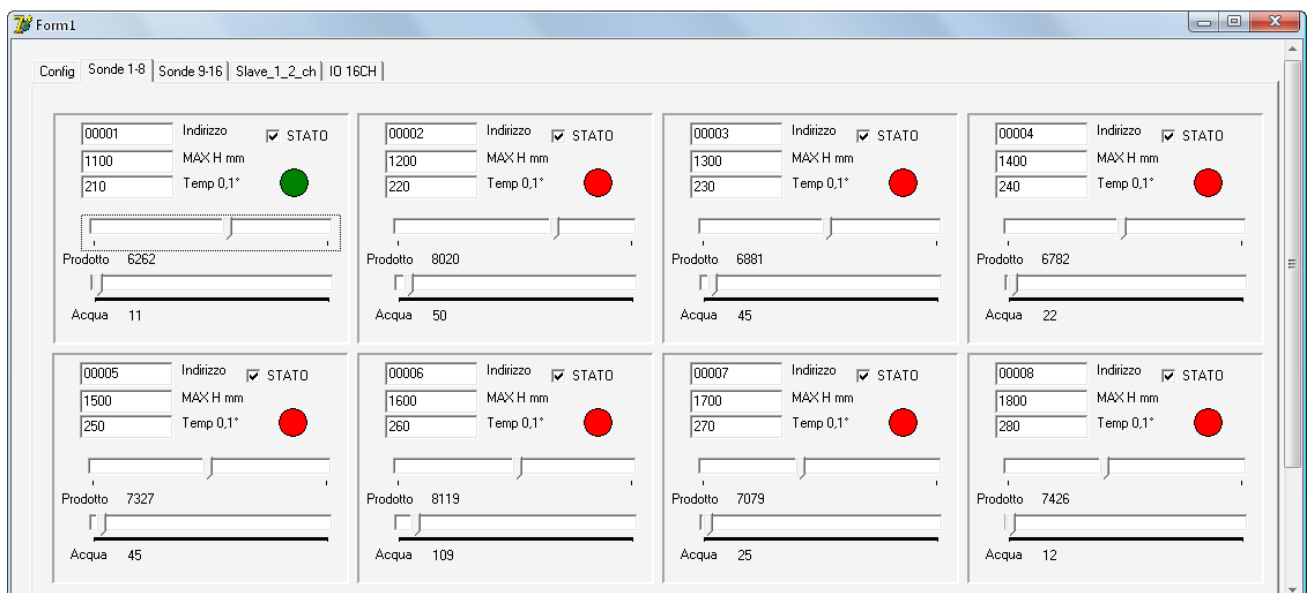 Form1
Config Sonde 1-8 Sonde 9-16 Slave_1_2_ch IO 16CH
00001 Indirizzo STATO
1100 MAX H mm
210 Temp 0,1°
Prodotto 6262
Acqua 11
00002 Indirizzo STATO
1200 MAX H mm
220 Temp 0,1°
Prodotto 8020
Acqua 50
00003 Indirizzo STATO
1300 MAX H mm
230 Temp 0,1°
Prodotto 6881
Acqua 45
00004 Indirizzo STATO
1400 MAX H mm
240 Temp 0,1°
Prodotto 6782
Acqua 22
00005 Indirizzo STATO
1500 MAX H mm
250 Temp 0,1°
Prodotto 7327
Acqua 45
00006 Indirizzo STATO
1600 MAX H mm
260 Temp 0,1°
Prodotto 8119
Acqua 109
00007 Indirizzo STATO
1700 MAX H mm
270 Temp 0,1°
Prodotto 7079
Acqua 25
00008 Indirizzo STATO
1800 MAX H mm
280 Temp 0,1°
Prodotto 7426
Acqua 12